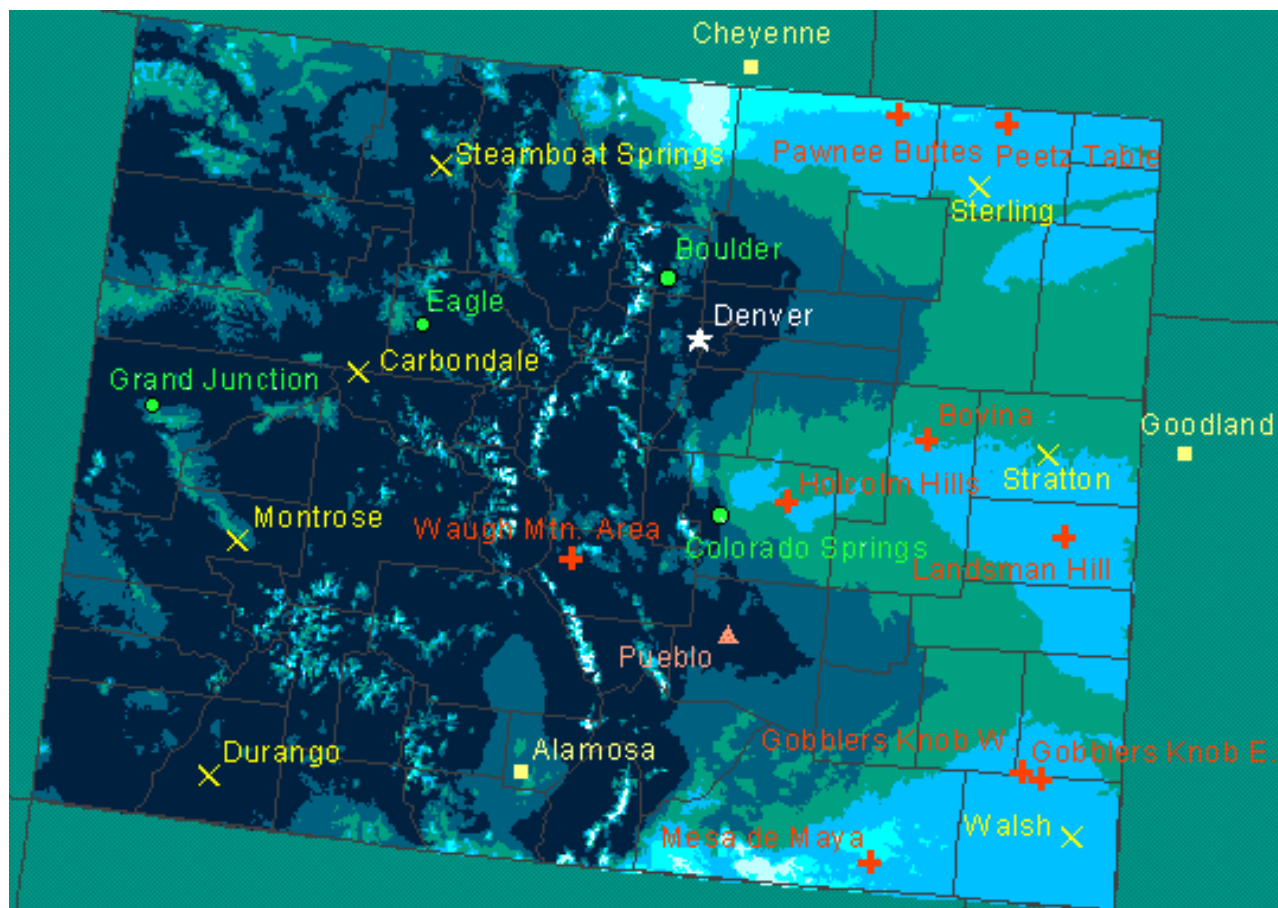 Cheyenne
Steamboat Springs
Pawnee Buttes
Peetz Table
Sterling
Boulder
Eagle
Denver
Carbondale
Grand Junction
Bovina
Goodland
Stratton
Holcolm Hills
Montrose
Waugh Mtn. Area
Colorado Springs
Landsman Hill
Pueblo
Gobblers Knob W.
Gobblers Knob E.
Durango
Alamosa
Walsh
Mesa de Maya